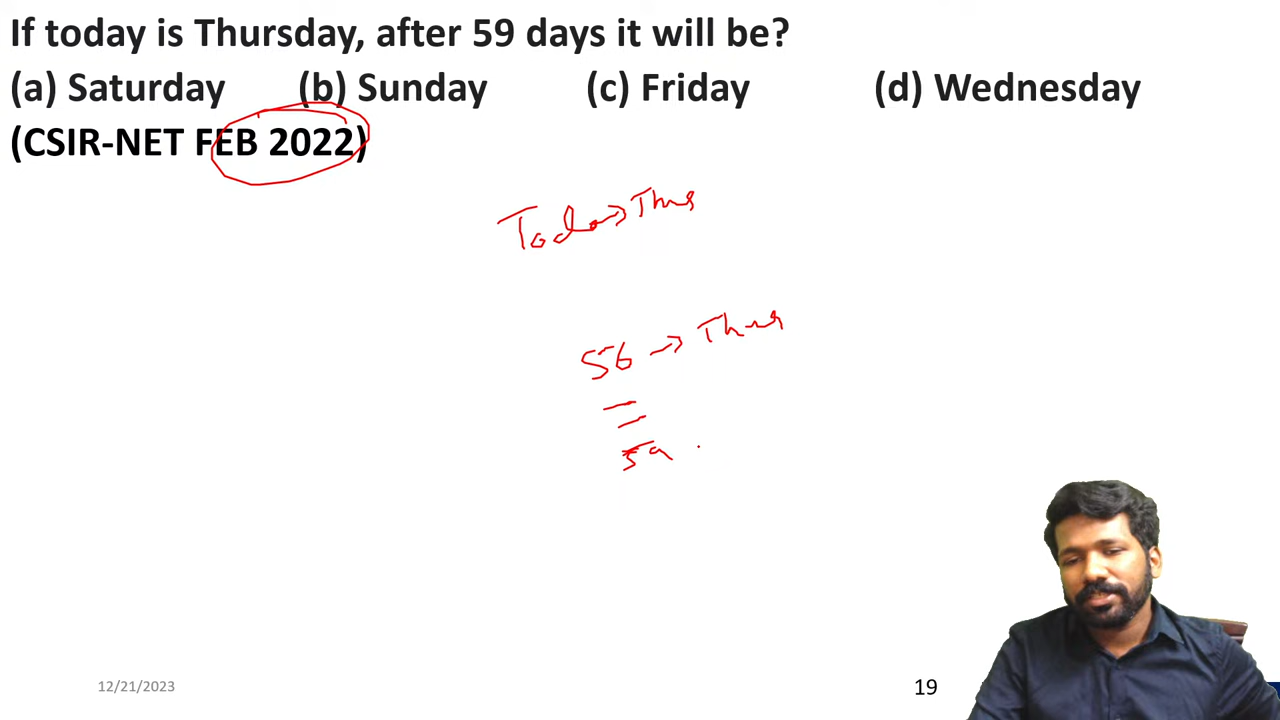 If today is Thursday, after 59 days it will be?
(a) Saturday (b) Sunday (c) Friday (d) Wednesday
(CSIR-NET FEB 2022)
Today → Thurs
56 → Thurs
59
12/21/2023 19